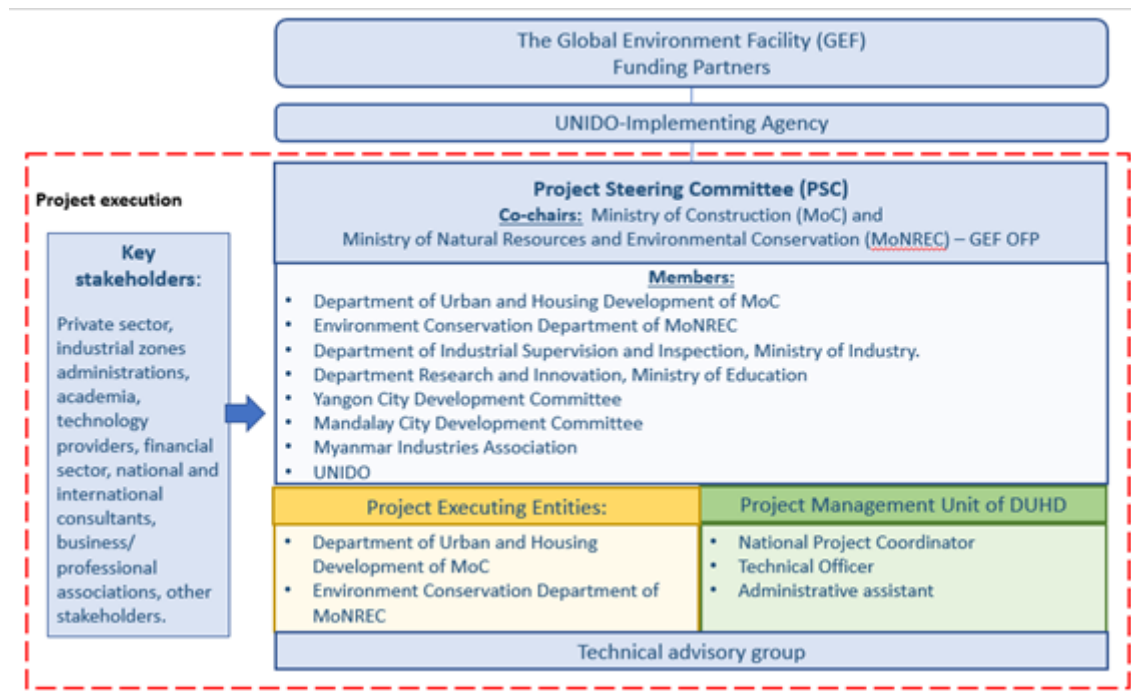 The Global Environment Facility (GEF)
Funding Partners
UNIDO-Implementing Agency
Project execution
Key
stakeholders:
Private sector,
industrial zones
administrations,
academia,
technology
providers, financial
sector, national and
international
consultants,
business/
professional
associations, other
stakeholders.
Project Steering Committee (PSC)
Co-chairs: Ministry of Construction (MoC) and
Ministry of Natural Resources and Environmental Conservation (MoNREC) – GEF OFP
Members:
• Department of Urban and Housing Development of MoC
• Environment Conservation Department of MoNREC
• Department of Industrial Supervision and Inspection, Ministry of Industry.
• Department Research and Innovation, Ministry of Education
• Yangon City Development Committee
• Mandalay City Development Committee
• Myanmar Industries Association
• UNIDO
Project Executing Entities:
• Department of Urban and Housing
Development of MoC
• Environment Conservation Department of
MoNREC
Project Management Unit of DUHD
• National Project Coordinator
• Technical Officer
• Administrative assistant
Technical advisory group